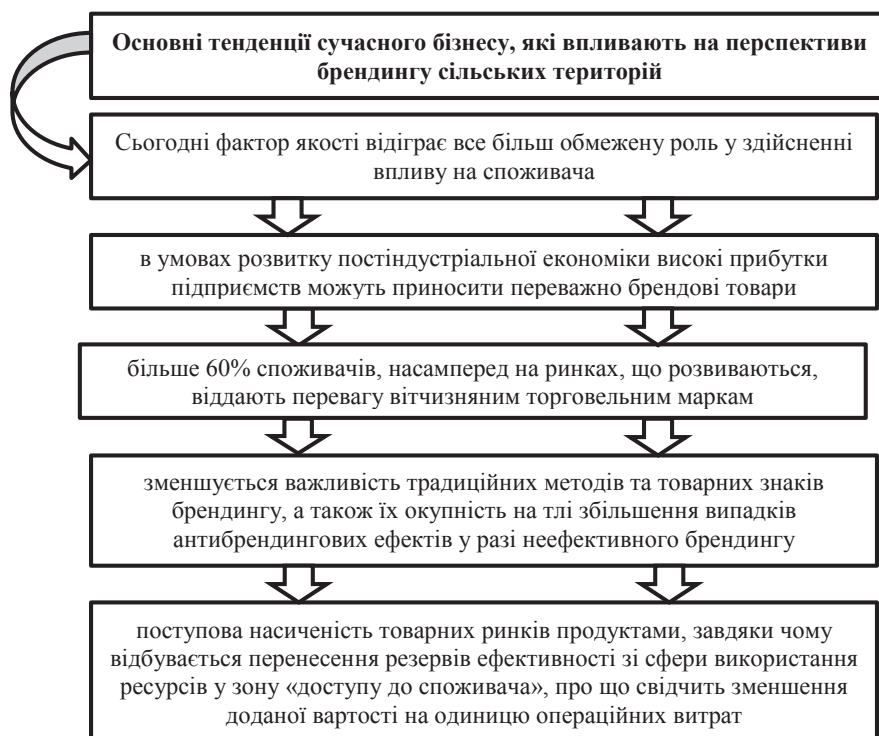 Основні тенденції сучасного бізнесу, які впливають на перспективи
брендингу сільських територій
Сьогодні фактор якості відіграє все більш обмежену роль у здійсненні
впливу на споживача
в умовах розвитку постіндустріальної економіки високі прибутки
підприємств можуть приносити переважно брендові товари
більше 60% споживачів, насамперед на ринках, що розвиваються,
віддають перевагу вітчизняним торговельним маркам
зменшується важливість традиційних методів та товарних знаків
брендингу, а також їх окупність на тлі збільшення випадків
антибрендингових ефектів у разі неефективного брендингу
поступова насиченість товарних ринків продуктами, завдяки чому
відбувається перенесення резервів ефективності зі сфери використання
ресурсів у зону «доступу до споживача», про що свідчить зменшення
доданої вартості на одиницю операційних витрат